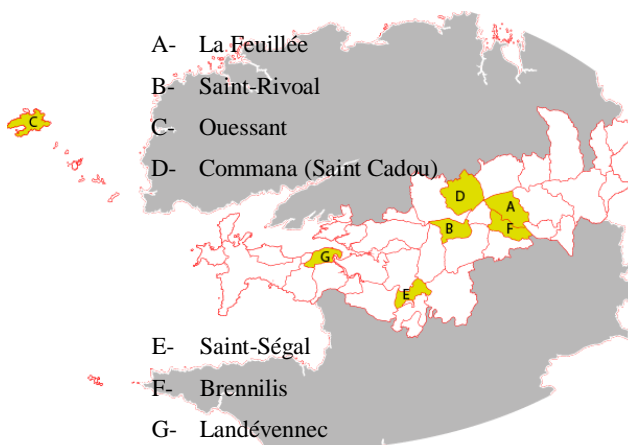 A- La Feuillée
B- Saint-Rivoal
C- Ouessant
D- Commana (Saint Cadou)
C
D
A
F
B
G
E
E- Saint-Ségal
F- Brennilis
G- Landévennec